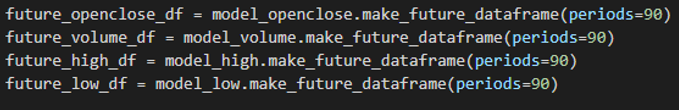 future_openclose_df = model_openclose.make_future_dataframe(periods=90)
future_volume_df = model_volume.make_future_dataframe(periods=90)
future_high_df = model_high.make_future_dataframe(periods=90)
future_low_df = model_low.make_future_dataframe(periods=90)